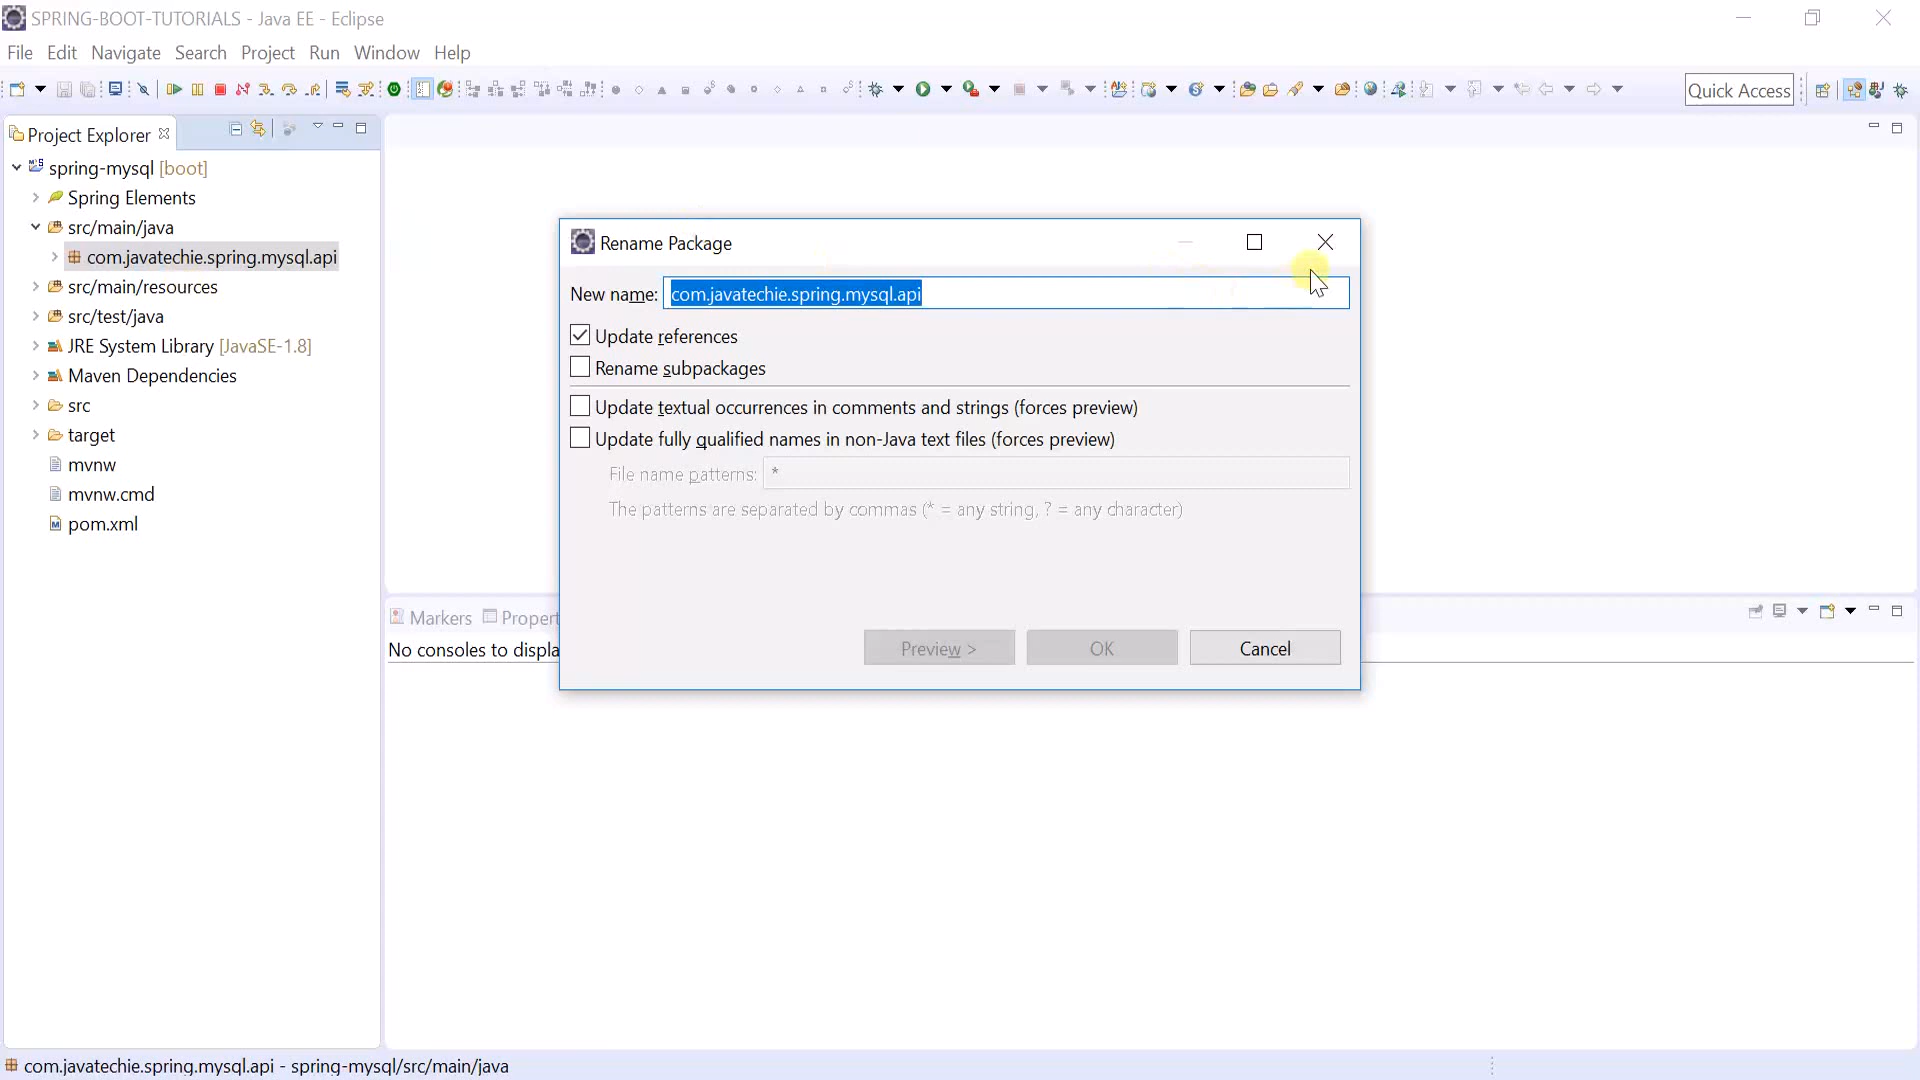 SPRING-BOOT-TUTORIALS - Java EE - Eclipse
File Edit Navigate Search Project Run Window Help
Quick Access
Project Explorer
spring-mysql [boot]
Spring Elements
src/main/java
com.javatechie.spring.mysql.api
src/main/resources
src/test/java
JRE System Library [JavaSE-1.8]
Maven Dependencies
src
target
mvnw
mvnw.cmd
pom.xml
Rename Package
New name: com.javatechie.spring.mysql.api
Update references
Rename subpackages
Update textual occurrences in comments and strings (forces preview)
Update fully qualified names in non-Java text files (forces preview)
File name patterns: *
The patterns are separated by commas (* = any string, ? = any character)
Preview > OK Cancel
Markers Propert
No consoles to displa
com.javatechie.spring.mysql.api - spring-mysql/src/main/java